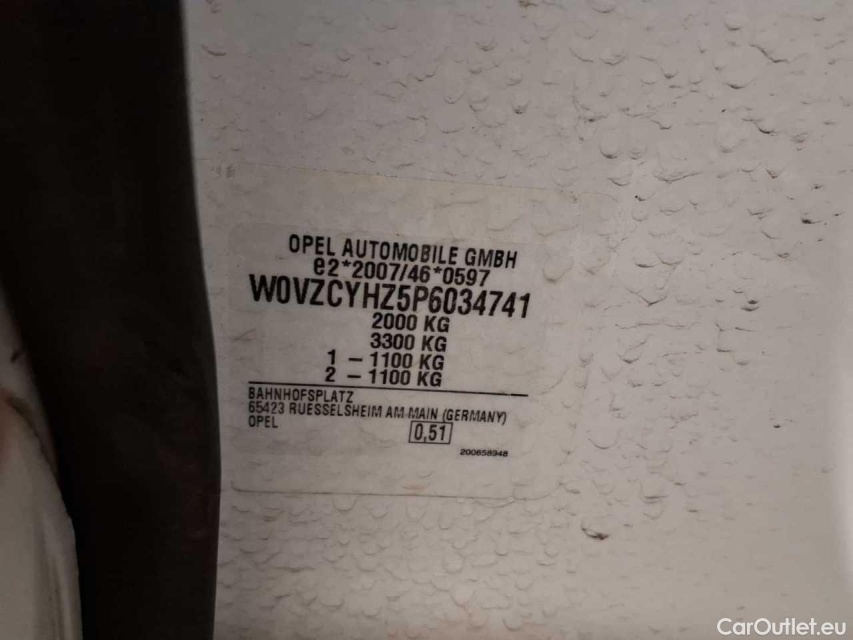 OPEL AUTOMOBILE GMBH
e2*2007/46*0597
W0VZCYHZ5P6034741
2000 KG
3300 KG
1 – 1100 KG
2 – 1100 KG
BAHNHOFSPLATZ
65423 RUESSELSHEIM AM MAIN (GERMANY)
OPEL
0,51
200658948
CarOutlet.eu